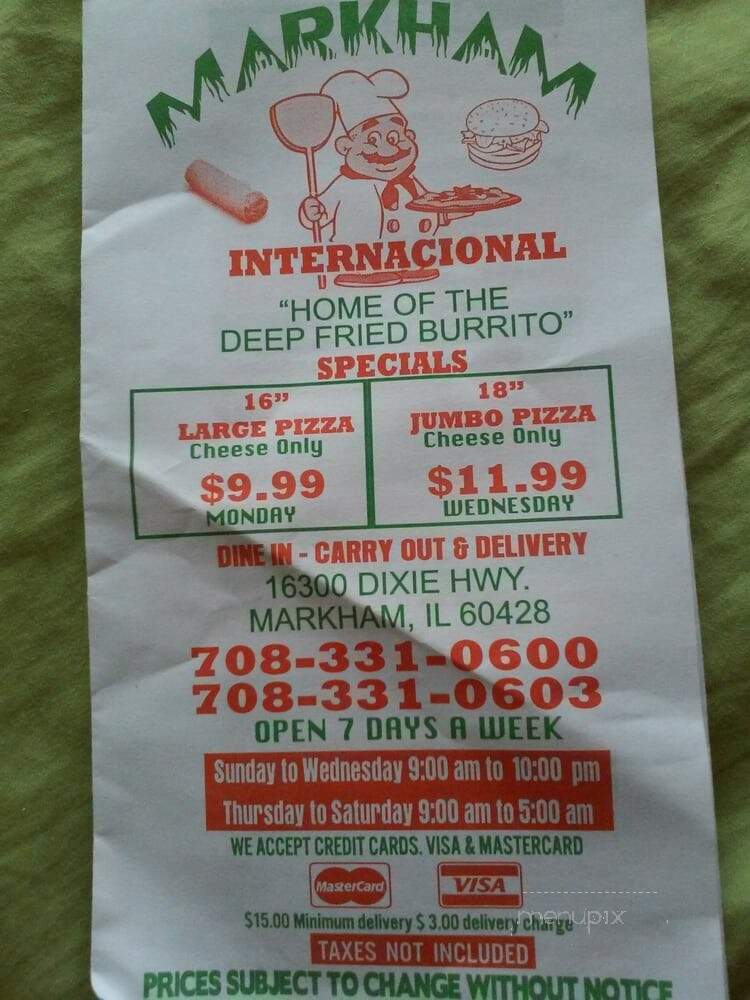 MARKHAM
INTERNACIONAL
"HOME OF THE
DEEP FRIED BURRITO"
SPECIALS
16"
LARGE PIZZA
Cheese Only
$9.99
MONDAY
18"
JUMBO PIZZA
Cheese Only
$11.99
WEDNESDAY
DINE IN - CARRY OUT & DELIVERY
16300 DIXIE HWY.
MARKHAM, IL 60428
708-331-0600
708-331-0603
OPEN 7 DAYS A WEEK
Sunday to Wednesday 9:00 am to 10:00 pm
Thursday to Saturday 9:00 am to 5:00 am
WE ACCEPT CREDIT CARDS. VISA & MASTERCARD
MasterCard
VISA
$15.00 Minimum delivery $ 3.00 delivery charge
menupix
TAXES NOT INCLUDED
PRICES SUBJECT TO CHANGE WITHOUT NOTICE